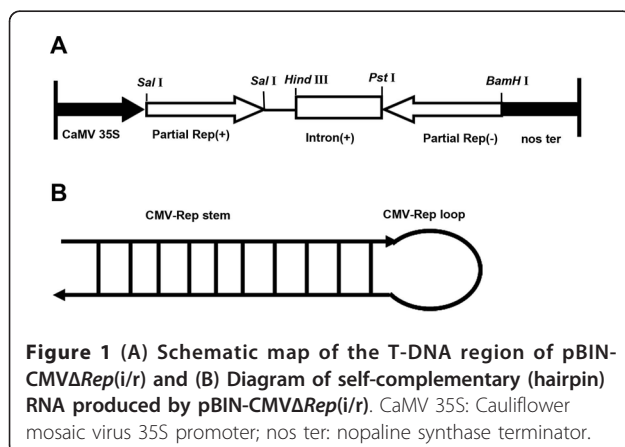 A
Sal I Sal I Hind III Pst I BamH I
CaMV 35S Partial Rep(+) Intron(+) Partial Rep(-) nos ter
B
CMV-Rep stem CMV-Rep loop
Figure 1 (A) Schematic map of the T-DNA region of pBIN-
CMVΔRep(i/r) and (B) Diagram of self-complementary (hairpin)
RNA produced by pBIN-CMVΔRep(i/r). CaMV 35S: Cauliflower
mosaic virus 35S promoter; nos ter: nopaline synthase terminator.